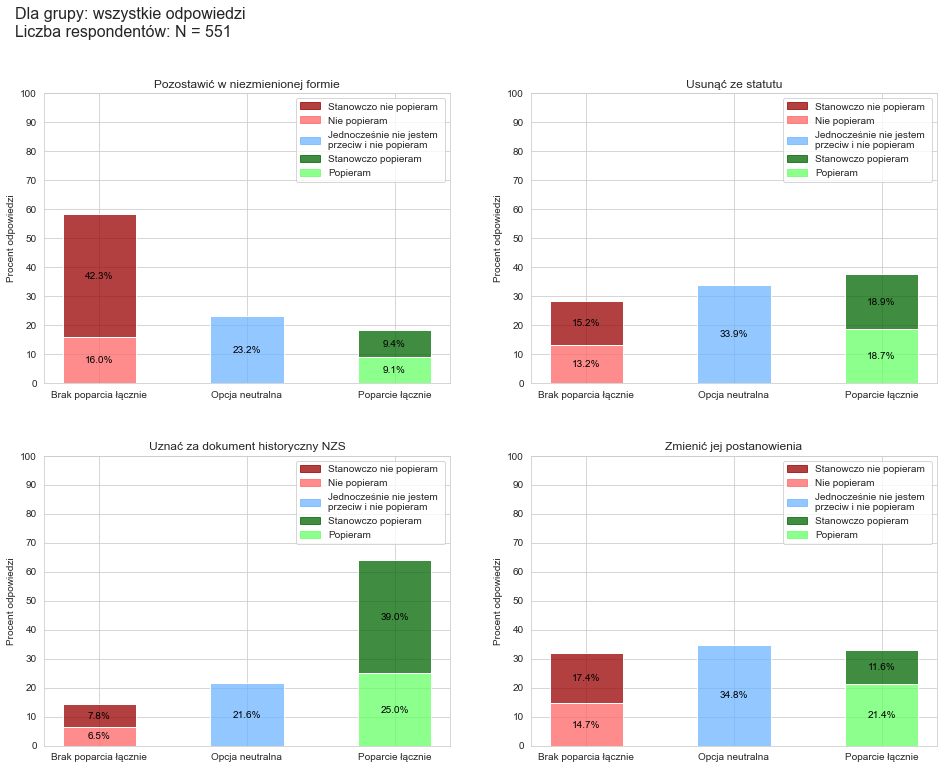 Dla grupy: wszystkie odpowiedzi
Liczba respondentów: N = 551
Pozostawić w niezmienionej formie
100
90
80
70
60
50
40
30
20
10
0
Procent odpowiedzi
Stanowczo nie popieram
Nie popieram
Jednocześnie nie jestem
przeciw i nie popieram
Stanowczo popieram
Popieram
42.3%
16.0%
23.2%
9.4%
9.1%
Brak poparcia łącznie
Opcja neutralna
Poparcie łącznie
Usunąć ze statutu
100
90
80
70
60
50
40
30
20
10
0
Procent odpowiedzi
Stanowczo nie popieram
Nie popieram
Jednocześnie nie jestem
przeciw i nie popieram
Stanowczo popieram
Popieram
15.2%
13.2%
33.9%
18.9%
18.7%
Brak poparcia łącznie
Opcja neutralna
Poparcie łącznie
Uznać za dokument historyczny NZS
100
90
80
70
60
50
40
30
20
10
0
Procent odpowiedzi
Stanowczo nie popieram
Nie popieram
Jednocześnie nie jestem
przeciw i nie popieram
Stanowczo popieram
Popieram
7.8%
6.5%
21.6%
39.0%
25.0%
Brak poparcia łącznie
Opcja neutralna
Poparcie łącznie
Zmienić jej postanowienia
100
90
80
70
60
50
40
30
20
10
0
Procent odpowiedzi
Stanowczo nie popieram
Nie popieram
Jednocześnie nie jestem
przeciw i nie popieram
Stanowczo popieram
Popieram
17.4%
14.7%
34.8%
11.6%
21.4%
Brak poparcia łącznie
Opcja neutralna
Poparcie łącznie